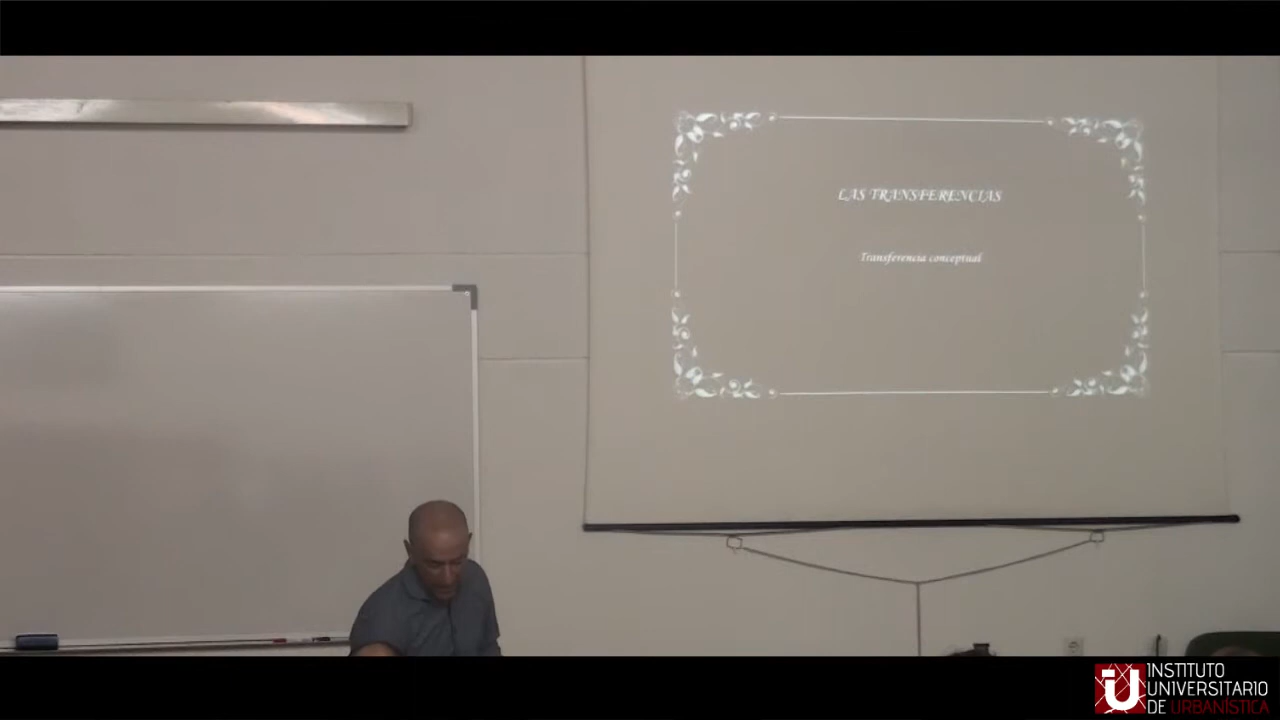 LAS TRANSFERENCIAS
Transferencia conceptual
INSTITUTO
UNIVERSITARIO
DE URBANÍSTICA